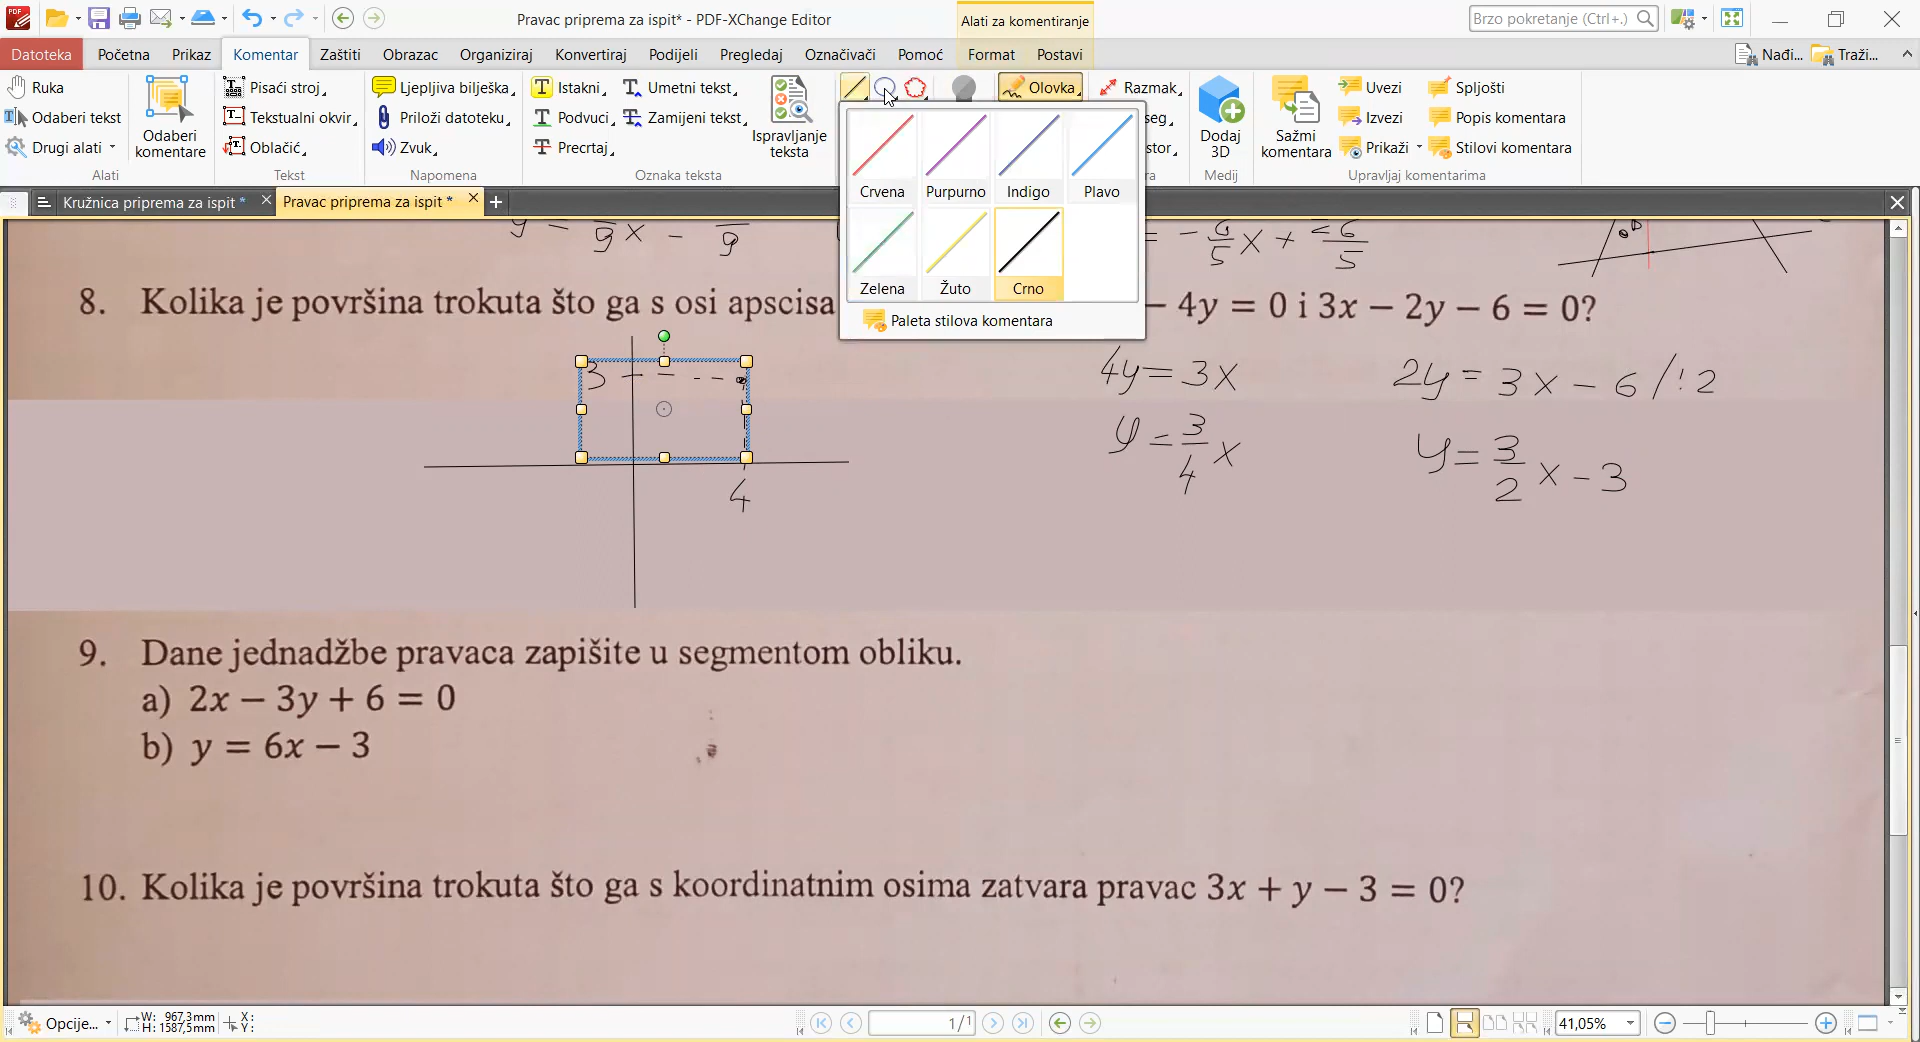 Pravac priprema za ispit* - PDF-XChange Editor
Alati za komentiranje
Brzo pokretanje (Ctrl+.)
Datoteka Početna Prikaz Komentar Zaštiti Obrazac Organiziraj Konvertiraj Podijeli Pregledaj Označivači Pomoć Format Postavi Nađi... Traži...
Ruka
Odaberi tekst
Drugi alati
Alati
Odaberi komentare
Pisaći stroj
Tekstualni okvir
Oblačić
Tekst
Ljepljiva bilješka
Priloži datoteku
Zvuk
Napomena
Istakni
Podvuci
Precrtaj
Umetni tekst
Zamijeni tekst
Ispravljanje teksta
Oznaka teksta
Olovka
Razmak
Dodaj 3D
Medij
Sažmi komentara
Uvezi
Izvezi
Prikaži
Spljošti
Popis komentara
Stilovi komentara
Upravljaj komentarima
Crvena Purpurno Indigo Plavo
Zelena Žuto Crno
Paleta stilova komentara
Kružnica priprema za ispit * Pravac priprema za ispit *
= -6/5 x + 26/5
8. Kolika je površina trokuta što ga s osi apscisa
− 4y = 0 i 3x − 2y − 6 = 0?
3
4
4y = 3x
y = 3/4 x
2y = 3x − 6 /:2
y = 3/2 x − 3
9. Dane jednadžbe pravaca zapišite u segmentom obliku.
a) 2x − 3y + 6 = 0
b) y = 6x − 3
10. Kolika je površina trokuta što ga s koordinatnim osima zatvara pravac 3x + y − 3 = 0?
Opcije...
W: 967,3mm
H: 1587,5mm
X:
Y:
1/1
41,05%